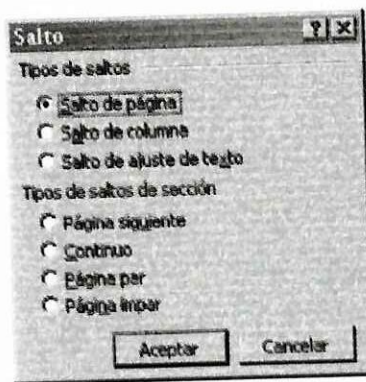 Salto
Tipos de saltos
Salto de página
Salto de columna
Salto de ajuste de texto
Tipos de saltos de sección
Página siguiente
Continuo
Página par
Página impar
Aceptar Cancelar